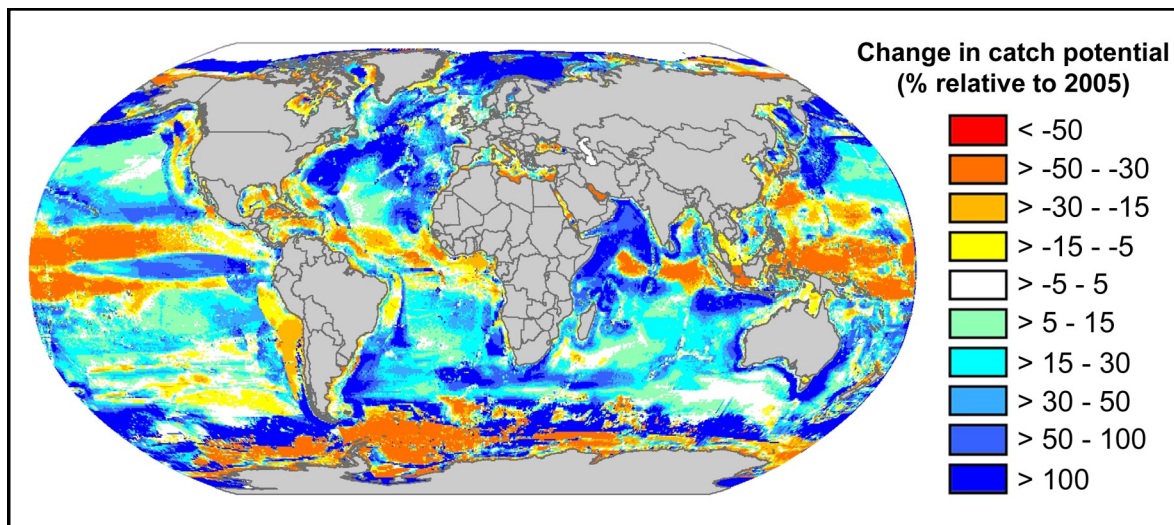 Change in catch potential
(% relative to 2005)
< -50
> -50 - -30
> -30 - -15
> -15 - -5
> -5 - 5
> 5 - 15
> 15 - 30
> 30 - 50
> 50 - 100
> 100